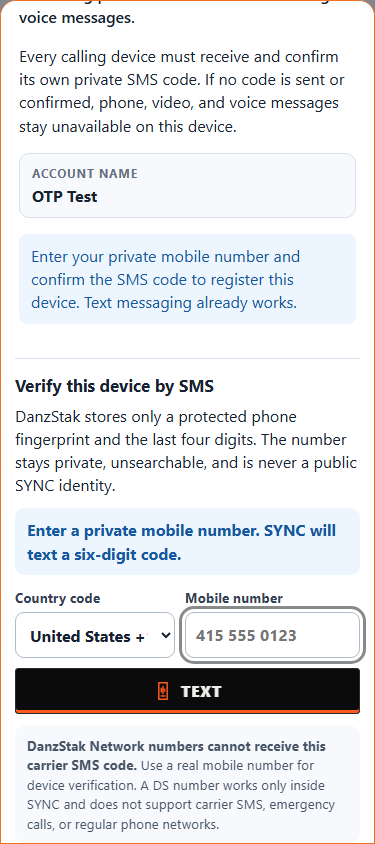 voice messages.
Every calling device must receive and confirm
its own private SMS code. If no code is sent or
confirmed, phone, video, and voice messages
stay unavailable on this device.
ACCOUNT NAME
OTP Test
Enter your private mobile number and
confirm the SMS code to register this
device. Text messaging already works.
Verify this device by SMS
DanzStak stores only a protected phone
fingerprint and the last four digits. The number
stays private, unsearchable, and is never a public
SYNC identity.
Enter a private mobile number. SYNC will
text a six-digit code.
Country code
Mobile number
United States +
415 555 0123
TEXT
DanzStak Network numbers cannot receive this
carrier SMS code. Use a real mobile number for
device verification. A DS number works only inside
SYNC and does not support carrier SMS, emergency
calls, or regular phone networks.